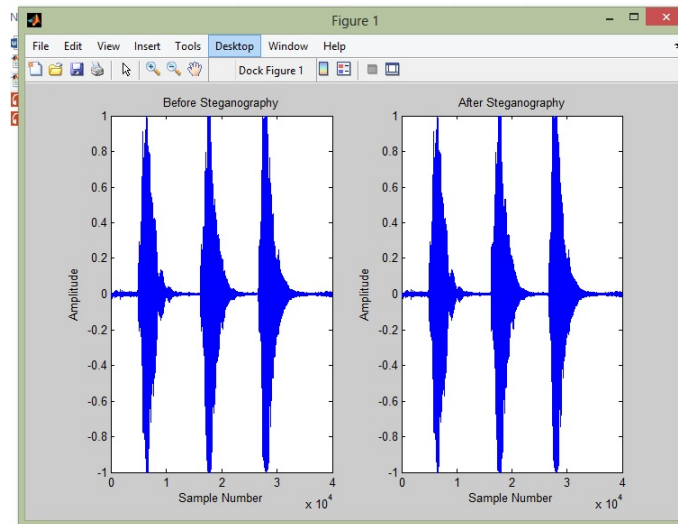 Figure 1
File Edit View Insert Tools Desktop Window Help
Dock Figure 1
Before Steganography
After Steganography
1
0.8
0.6
0.4
0.2
0
-0.2
-0.4
-0.6
-0.8
-1
Amplitude
0 1 2 3 4
Sample Number
x 10^4
1
0.8
0.6
0.4
0.2
0
-0.2
-0.4
-0.6
-0.8
-1
Amplitude
0 1 2 3 4
Sample Number
x 10^4